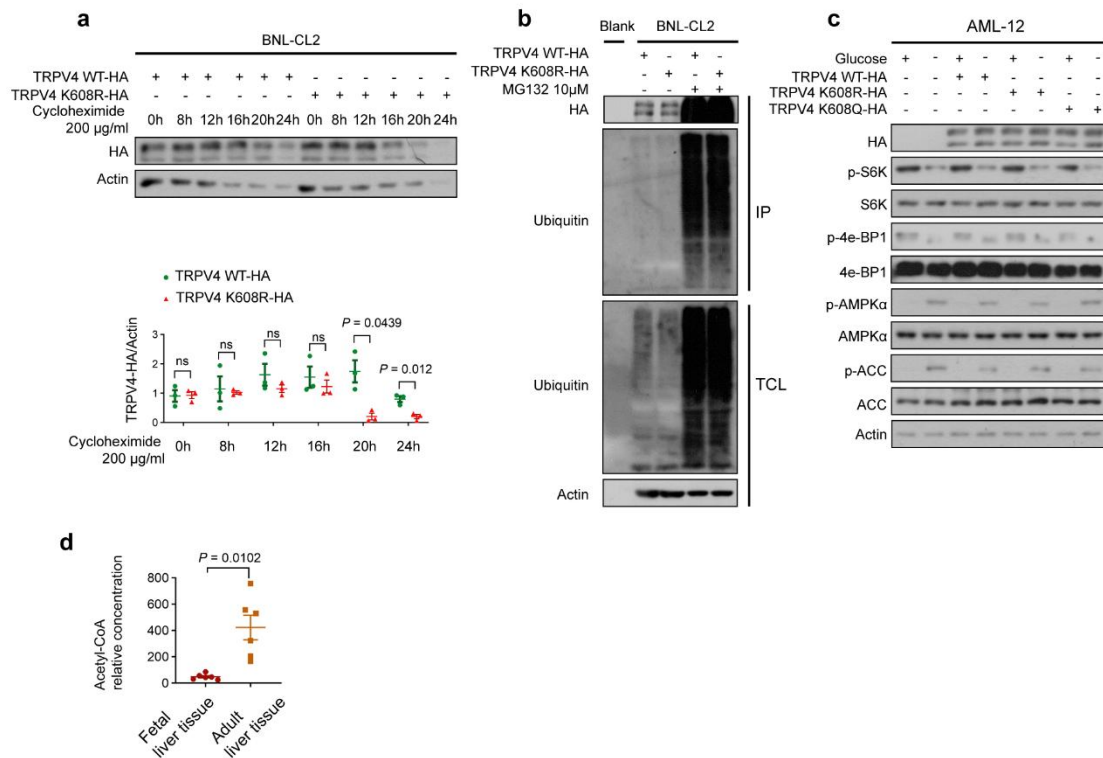 a
BNL-CL2
TRPV4 WT-HA + + + + + + - - - - - -
TRPV4 K608R-HA - - - - - - + + + + + +
Cycloheximide 0h 8h 12h 16h 20h 24h 0h 8h 12h 16h 20h 24h
200 µg/ml
HA
Actin
TRPV4 WT-HA
TRPV4 K608R-HA
P = 0.0439
ns ns ns ns
P = 0.012
TRPV4-HA/Actin
3
2
1
0
Cycloheximide 0h 8h 12h 16h 20h 24h
200 µg/ml
b
Blank BNL-CL2
TRPV4 WT-HA + - + -
TRPV4 K608R-HA - + - +
MG132 10µM - - + +
HA
Ubiquitin
IP
Ubiquitin
TCL
Actin
c
AML-12
Glucose + - + - + - + -
TRPV4 WT-HA - - + + - - - -
TRPV4 K608R-HA - - - - + + - -
TRPV4 K608Q-HA - - - - - - + +
HA
p-S6K
S6K
p-4e-BP1
4e-BP1
p-AMPKα
AMPKα
p-ACC
ACC
Actin
d
P = 0.0102
Acetyl-CoA
relative concentration
800
600
400
200
0
Fetal
liver tissue
Adult
liver tissue